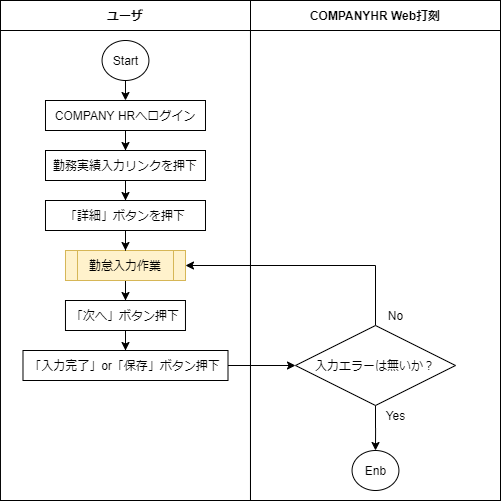 ユーザ
COMPANYHR Web打刻
Start
COMPANY HRへログイン
勤務実績入力リンクを押下
「詳細」ボタンを押下
勤怠入力作業
「次へ」ボタン押下
「入力完了」or「保存」ボタン押下
入力エラーは無いか？
No
Yes
Enb